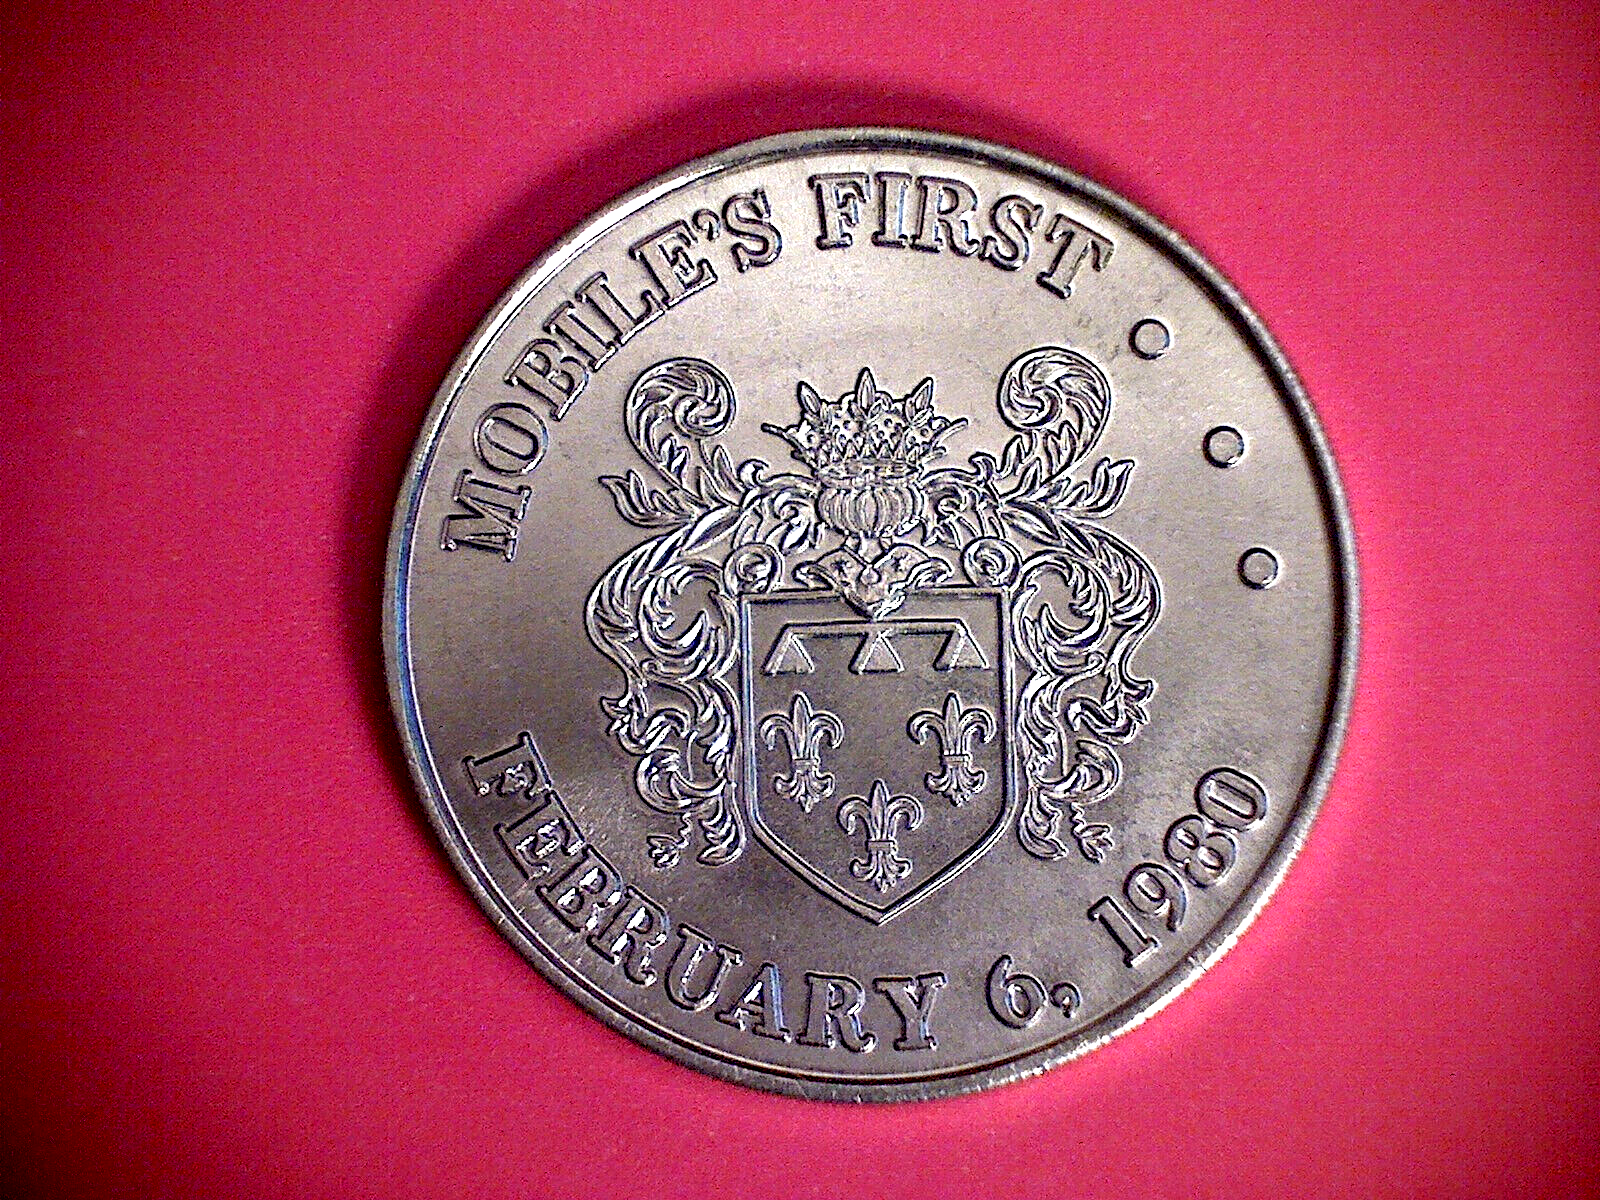 MOBILE'S FIRST
FEBRUARY 6, 1980